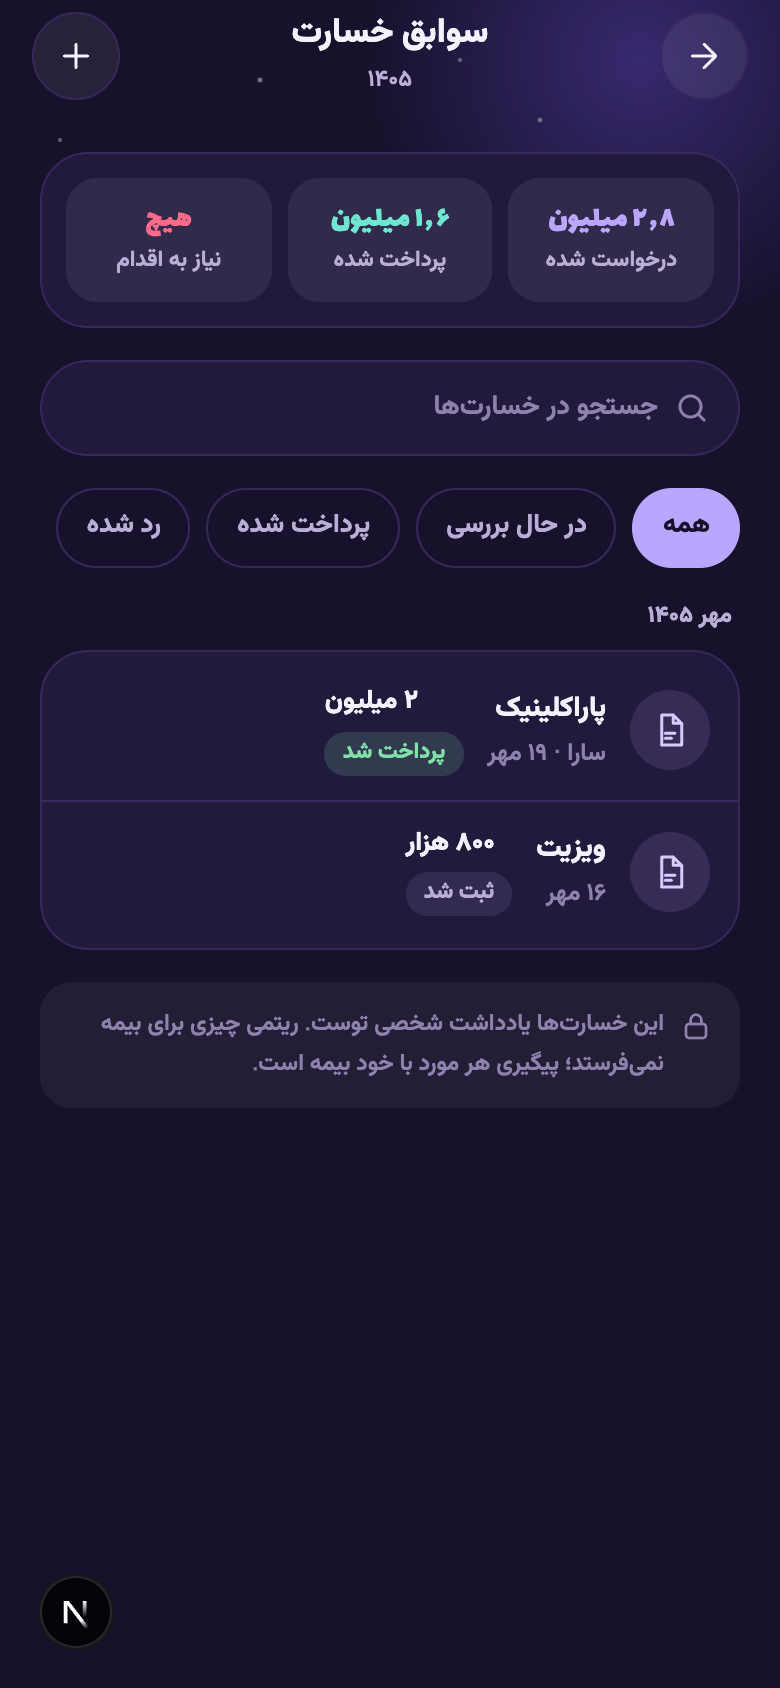 سوابق خسارت
۱۴۰۵
۲٫۸ میلیون
درخواست شده
۱٫۶ میلیون
پرداخت شده
هیچ
نیاز به اقدام
جستجو در خسارت‌ها
همه
در حال بررسی
پرداخت شده
رد شده
مهر ۱۴۰۵
پاراکلینیک
سارا · ۱۹ مهر
۲ میلیون
پرداخت شد
ویزیت
۱۶ مهر
۸۰۰ هزار
ثبت شد
این خسارت‌ها یادداشت شخصی توست. ریتمی چیزی برای بیمه
نمی‌فرستد؛ پیگیری هر مورد با خود بیمه است.
N